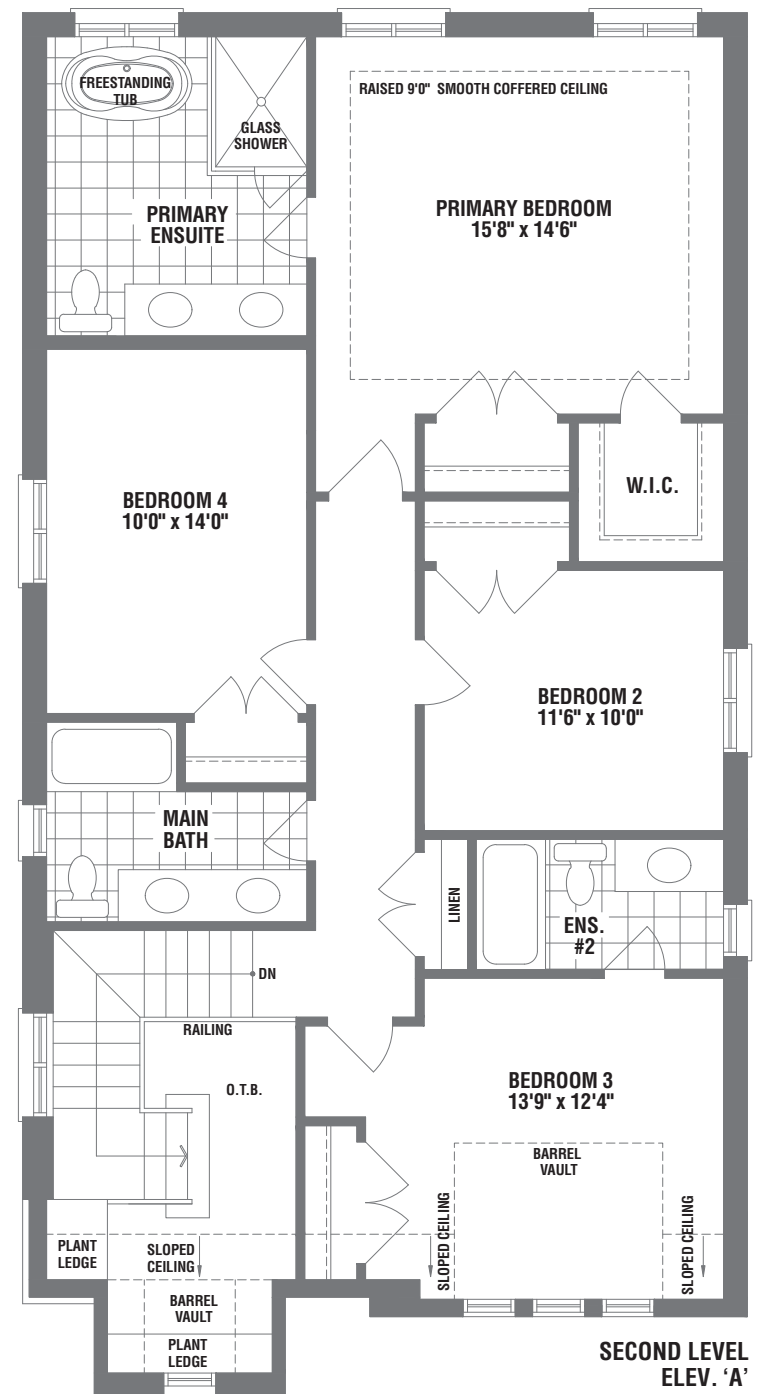 FREESTANDING
TUB
GLASS
SHOWER
RAISED 9'0" SMOOTH COFFERED CEILING
PRIMARY
ENSUITE
PRIMARY BEDROOM
15'8" x 14'6"
W.I.C.
BEDROOM 4
10'0" x 14'0"
BEDROOM 2
11'6" x 10'0"
MAIN
BATH
LINEN
ENS.
#2
DN
RAILING
O.T.B.
BEDROOM 3
13'9" x 12'4"
BARREL
VAULT
SLOPED CEILING
SLOPED CEILING
PLANT
LEDGE
SLOPED
CEILING
BARREL
VAULT
PLANT
LEDGE
SECOND LEVEL
ELEV. ‘A’